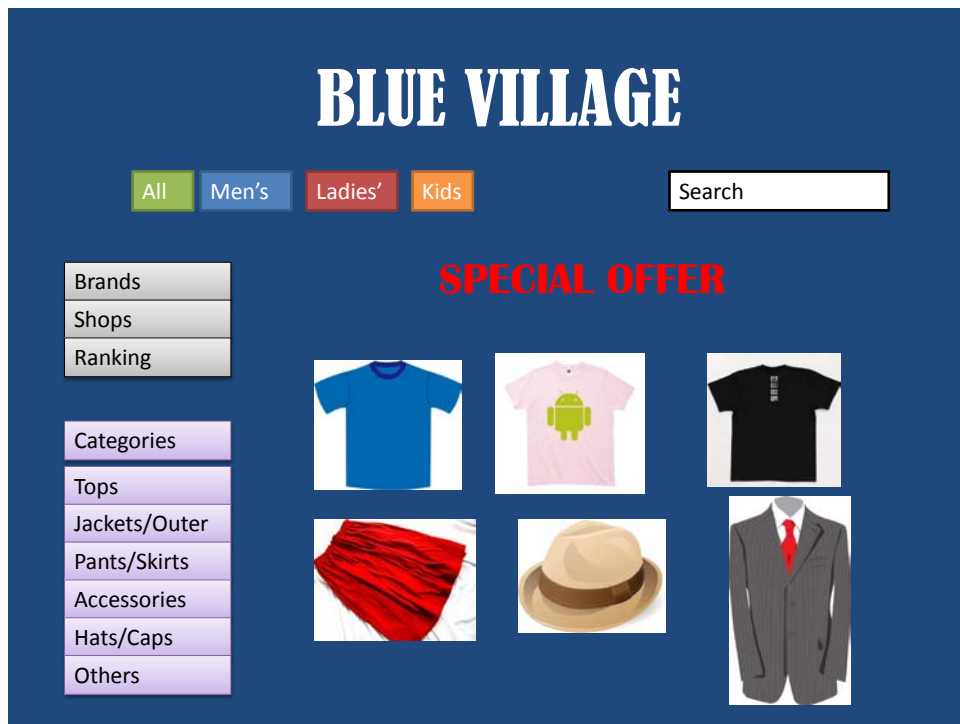 BLUE VILLAGE
All
Men's
Ladies'
Kids
Search
SPECIAL OFFER
Brands
Shops
Ranking
Categories
Tops
Jackets/Outer
Pants/Skirts
Accessories
Hats/Caps
Others